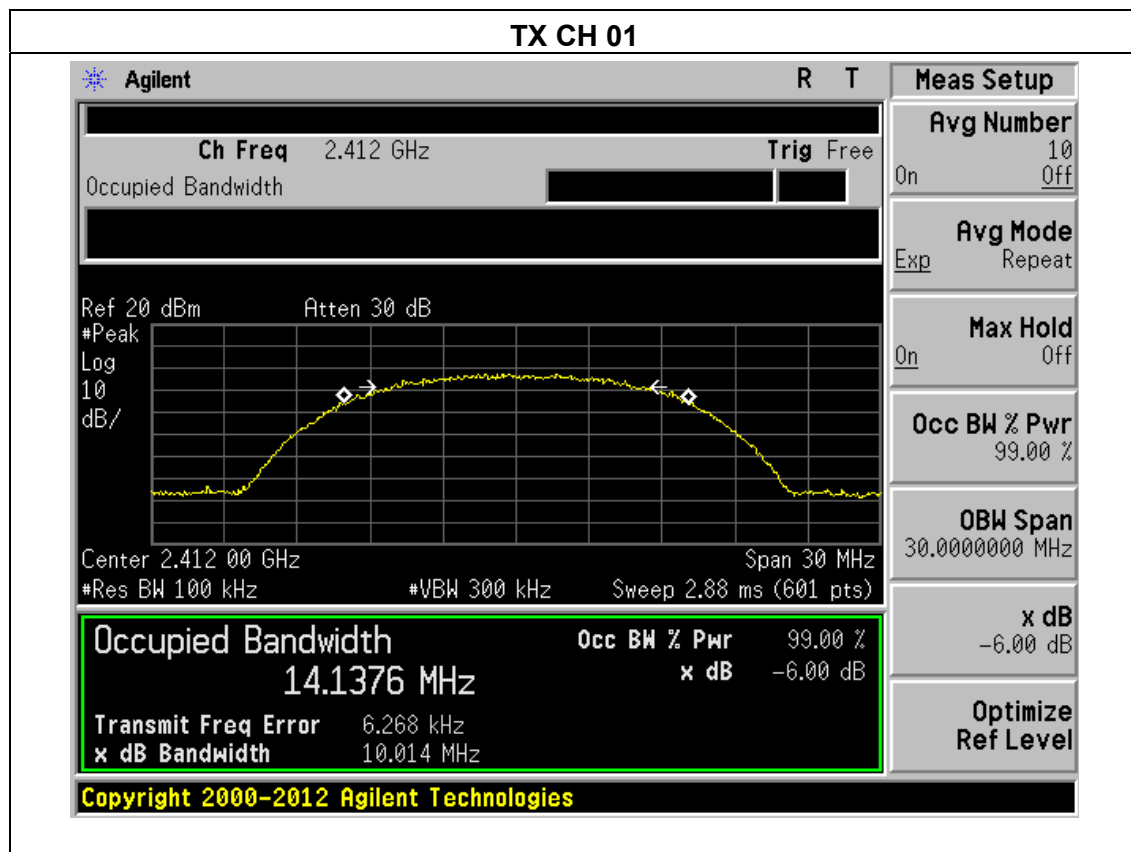 TX CH 01
Agilent R T
Ch Freq 2.412 GHz Trig Free
Occupied Bandwidth
Ref 20 dBm Atten 30 dB
#Peak
Log
10
dB/
Center 2.412 00 GHz Span 30 MHz
#Res BW 100 kHz #VBW 300 kHz Sweep 2.88 ms (601 pts)
Occupied Bandwidth Occ BW % Pwr 99.00 %
14.1376 MHz x dB -6.00 dB
Transmit Freq Error 6.268 kHz
x dB Bandwidth 10.014 MHz
Copyright 2000-2012 Agilent Technologies
Meas Setup
Avg Number
10
On Off
Avg Mode
Exp Repeat
Max Hold
On Off
Occ BW % Pwr
99.00 %
OBW Span
30.0000000 MHz
x dB
-6.00 dB
Optimize
Ref Level